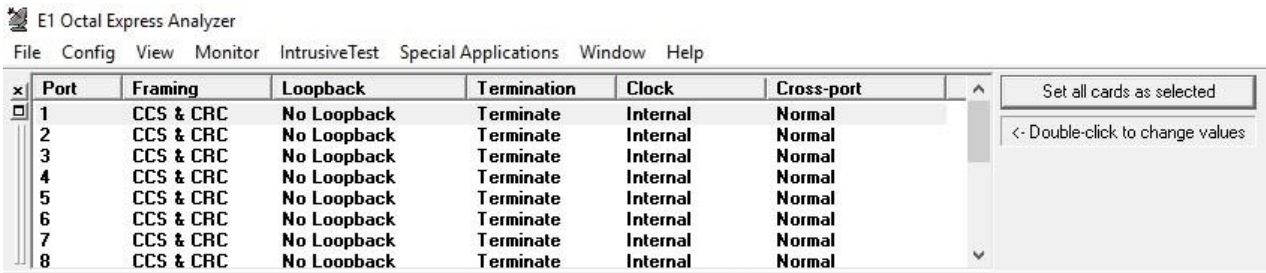 E1 Octal Express Analyzer
File Config View Monitor IntrusiveTest Special Applications Window Help
Port Framing Loopback Termination Clock Cross-port
1 CCS & CRC No Loopback Terminate Internal Normal
2 CCS & CRC No Loopback Terminate Internal Normal
3 CCS & CRC No Loopback Terminate Internal Normal
4 CCS & CRC No Loopback Terminate Internal Normal
5 CCS & CRC No Loopback Terminate Internal Normal
6 CCS & CRC No Loopback Terminate Internal Normal
7 CCS & CRC No Loopback Terminate Internal Normal
8 CCS & CRC No Loopback Terminate Internal Normal
Set all cards as selected
<- Double-click to change values